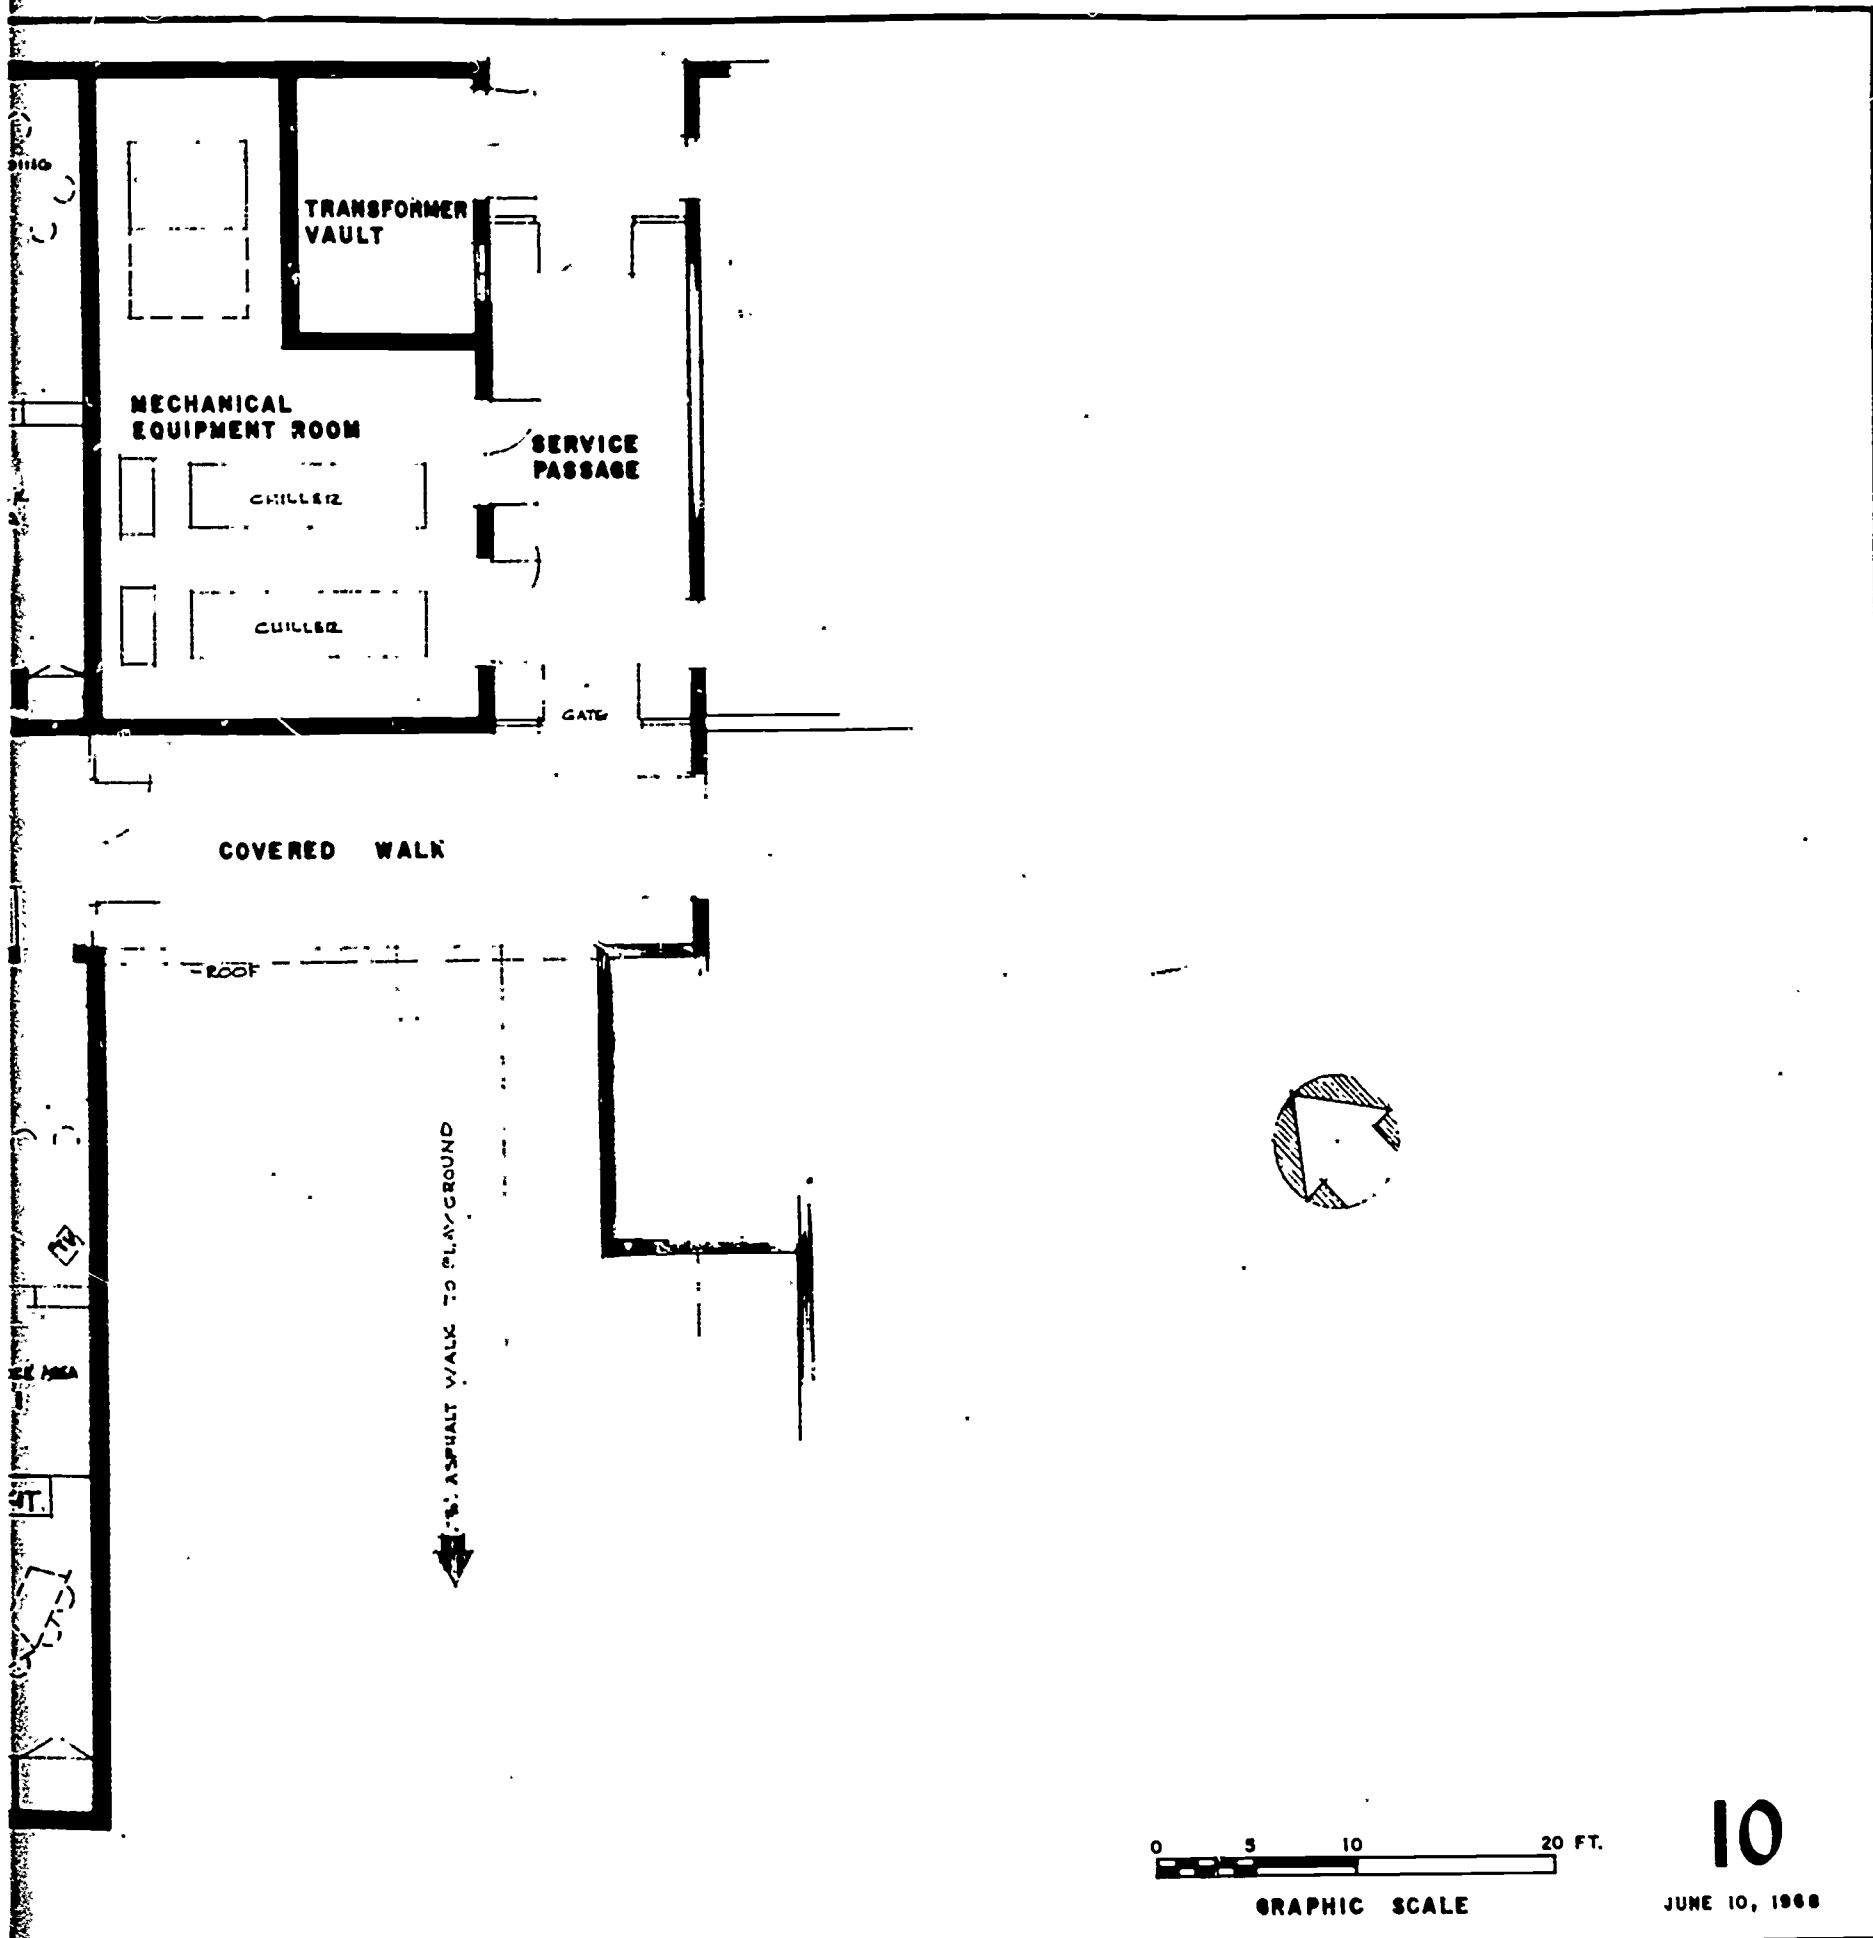 TRANSFORMER
VAULT
MECHANICAL
EQUIPMENT ROOM
SERVICE
PASSAGE
CHILLER
CHILLER
GATE
COVERED WALK
ROOF
ASPHALT WALK TO PLAYGROUND
AREA
0 5 10 20 FT.
GRAPHIC SCALE
10
JUNE 10, 1968